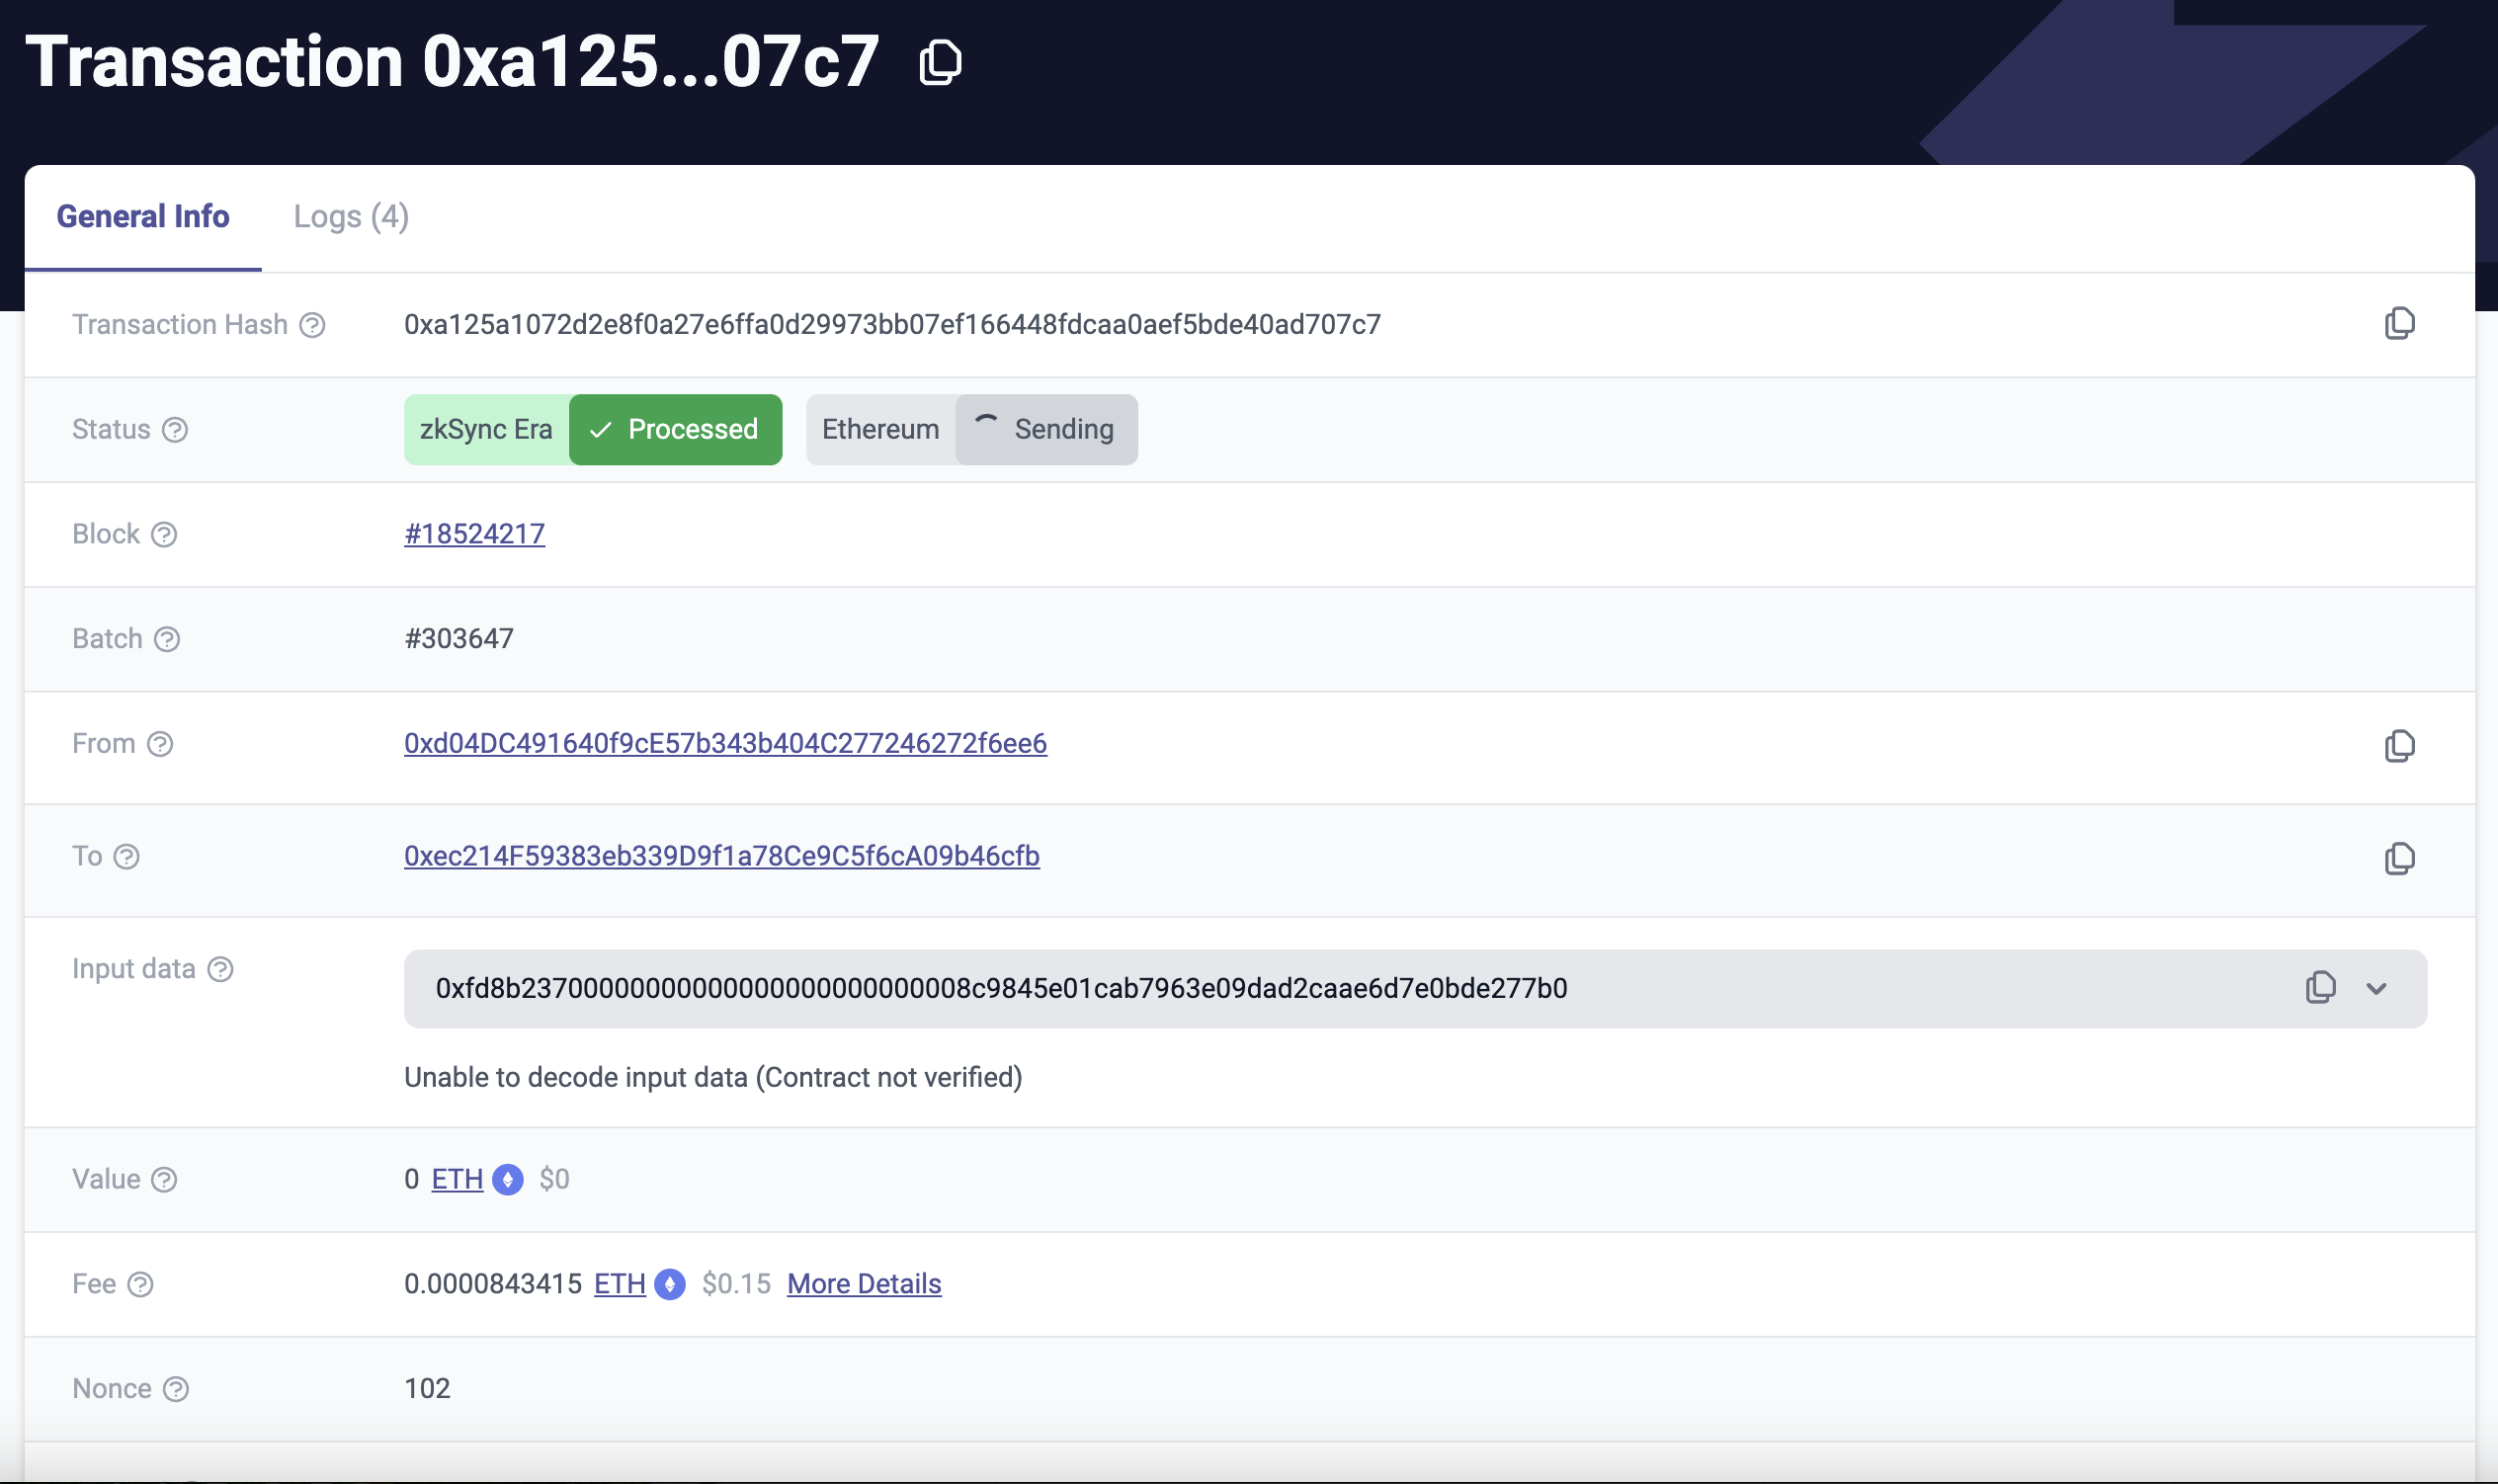 Transaction 0xa125...07c7
General Info
Logs (4)
Transaction Hash
0xa125a1072d2e8f0a27e6ffa0d29973bb07ef166448fdcaa0aef5bde40ad707c7
Status
zkSync Era
Processed
Ethereum
Sending
Block
#18524217
Batch
#303647
From
0xd04DC491640f9cE57b343b404C277246272f6ee6
To
0xec214F59383eb339D9f1a78Ce9C5f6cA09b46cfb
Input data
0xfd8b23700000000000000000000000008c9845e01cab7963e09dad2caae6d7e0bde277b0
Unable to decode input data (Contract not verified)
Value
0 ETH $0
Fee
0.0000843415 ETH $0.15 More Details
Nonce
102